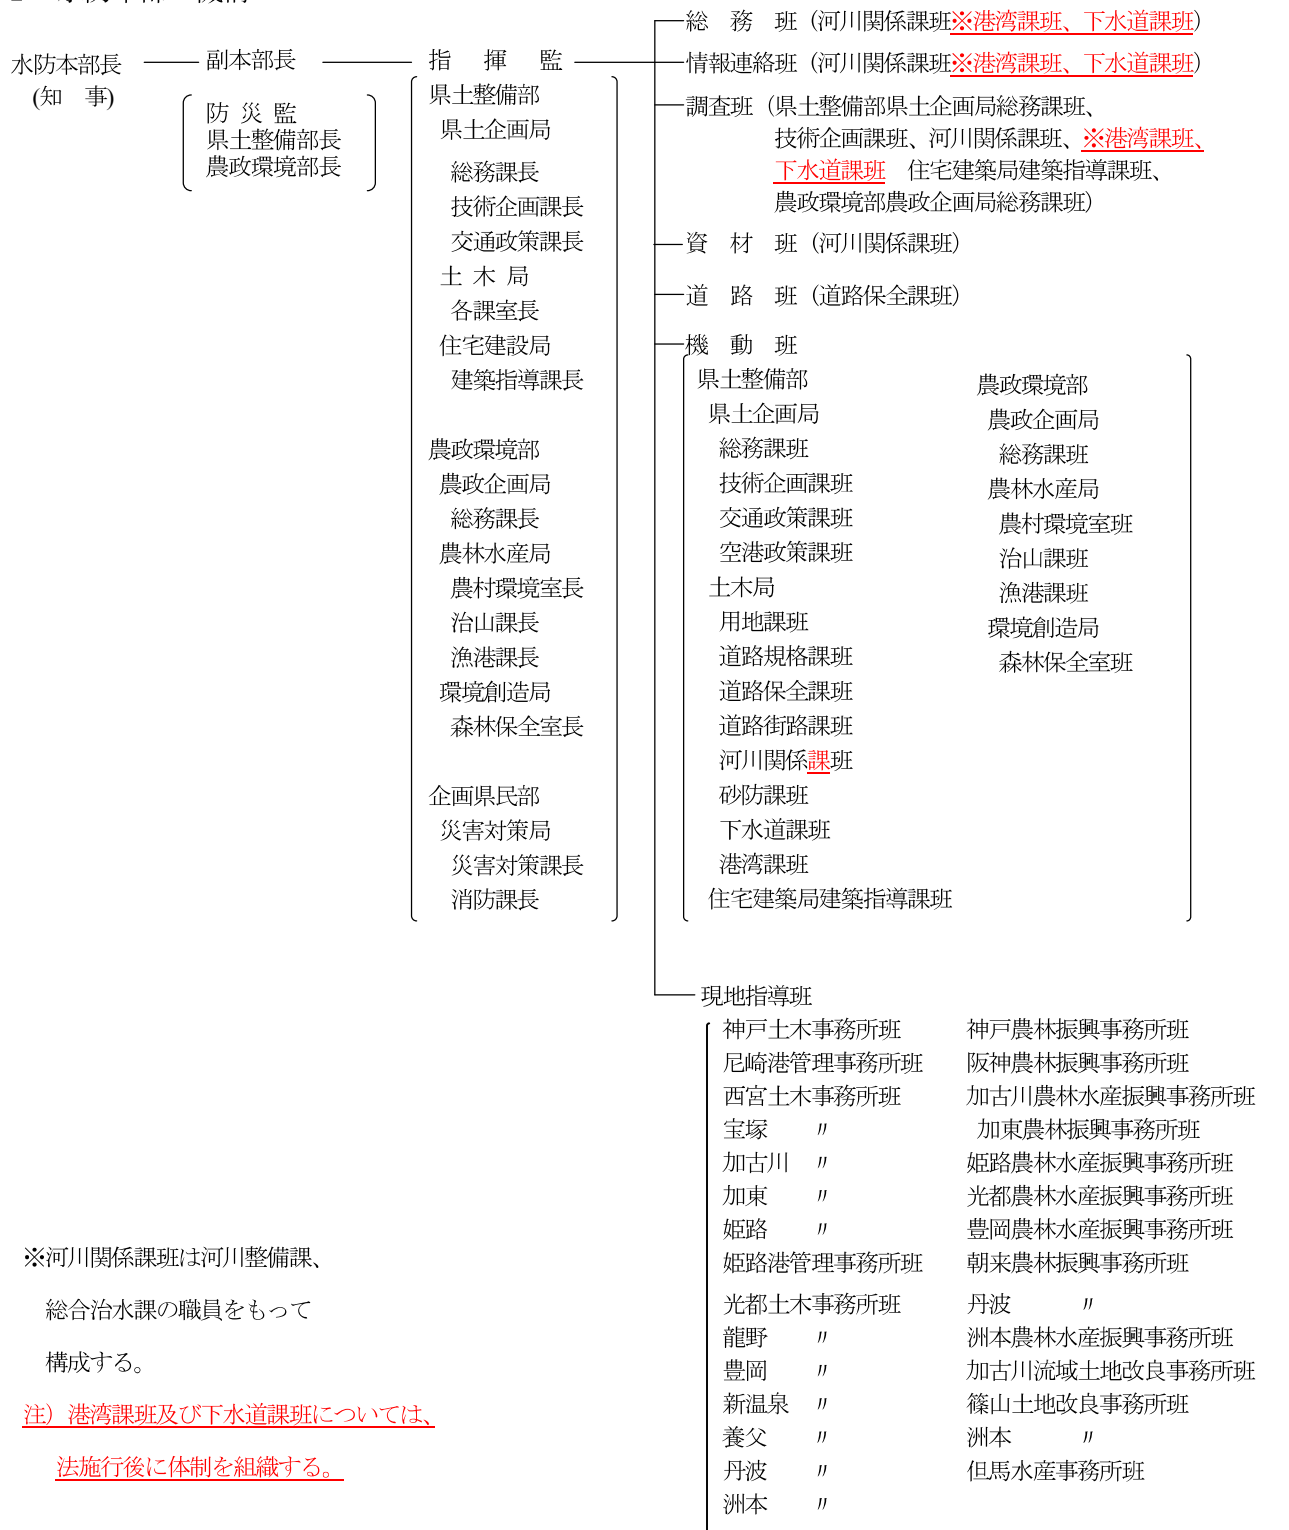 水防本部長
(知　事)
副本部長
防 災 監
県土整備部長
農政環境部長
指　揮　監
県土整備部
県土企画局
総務課長
技術企画課長
交通政策課長
土 木 局
各課室長
住宅建設局
建築指導課長
農政環境部
農政企画局
総務課長
農林水産局
農村環境室長
治山課長
漁港課長
環境創造局
森林保全室長
企画県民部
災害対策局
災害対策課長
消防課長
総　務　班（河川関係課班※港湾課班、下水道課班）
情報連絡班（河川関係課班※港湾課班、下水道課班）
調査班（県土整備部県土企画局総務課班、
技術企画課班、河川関係課班、※港湾課班、
下水道課班　住宅建築局建築指導課班、
農政環境部農政企画局総務課班）
資　材　班（河川関係課班）
道　路　班（道路保全課班）
機　動　班
県土整備部
県土企画局
総務課班
技術企画課班
交通政策課班
空港政策課班
土木局
用地課班
道路規格課班
道路保全課班
道路街路課班
河川関係課班
砂防課班
下水道課班
港湾課班
住宅建築局建築指導課班
農政環境部
農政企画局
総務課班
農林水産局
農村環境室班
治山課班
漁港課班
環境創造局
森林保全室班
現地指導班
神戸土木事務所班
尼崎港管理事務所班
西宮土木事務所班
宝塚　　〃
加古川　〃
加東　　〃
姫路　　〃
姫路港管理事務所班
光都土木事務所班
龍野　　〃
豊岡　　〃
新温泉　〃
養父　　〃
丹波　　〃
洲本　　〃
神戸農林振興事務所班
阪神農林振興事務所班
加古川農林水産振興事務所班
加東農林振興事務所班
姫路農林水産振興事務所班
光都農林水産振興事務所班
豊岡農林水産振興事務所班
朝来農林振興事務所班
丹波　　　〃
洲本農林水産振興事務所班
加古川流域土地改良事務所班
篠山土地改良事務所班
洲本　　　〃
但馬水産事務所班
※河川関係課班は河川整備課、
総合治水課の職員をもって
構成する。
注）港湾課班及び下水道課班については、
法施行後に体制を組織する。